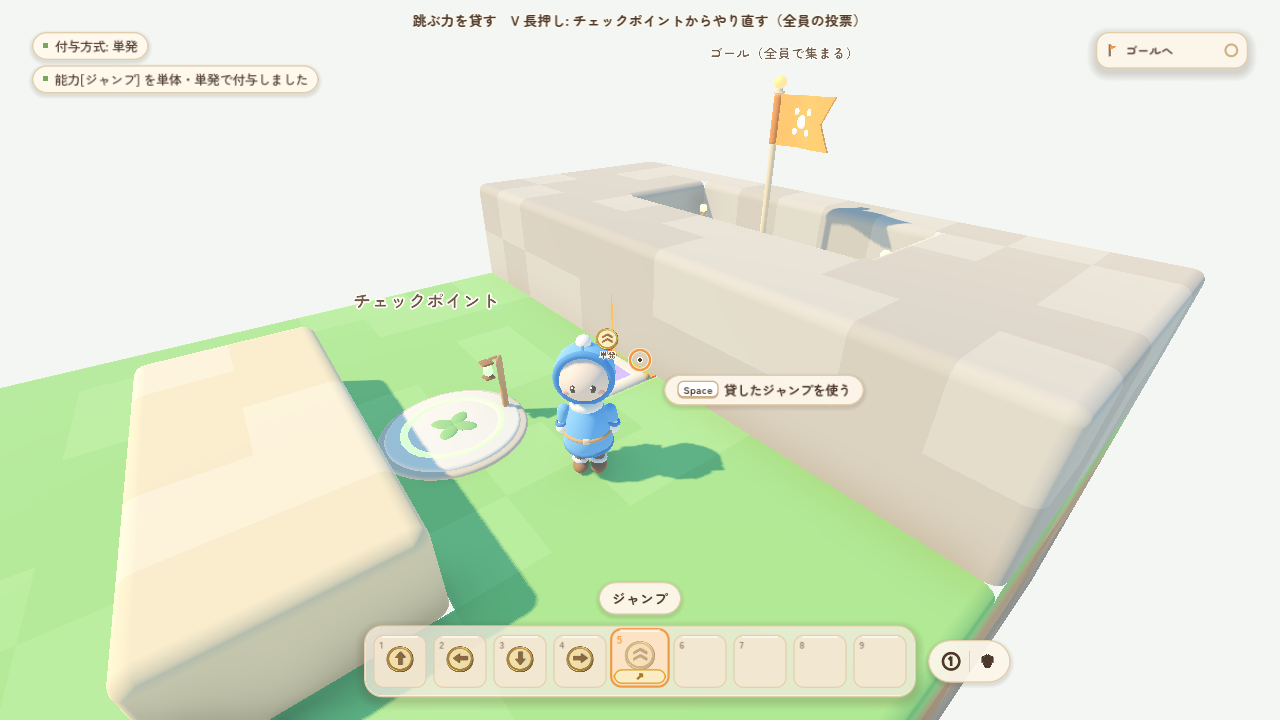 跳ぶ力を貸す　V 長押し: チェックポイントからやり直す（全員の投票）
付与方式: 単発
能力[ジャンプ] を単体・単発で付与しました
ゴール（全員で集まる）
ゴールへ
チェックポイント
単発
Space 貸したジャンプを使う
ジャンプ
1 2 3 4 5 6 7 8 9
1